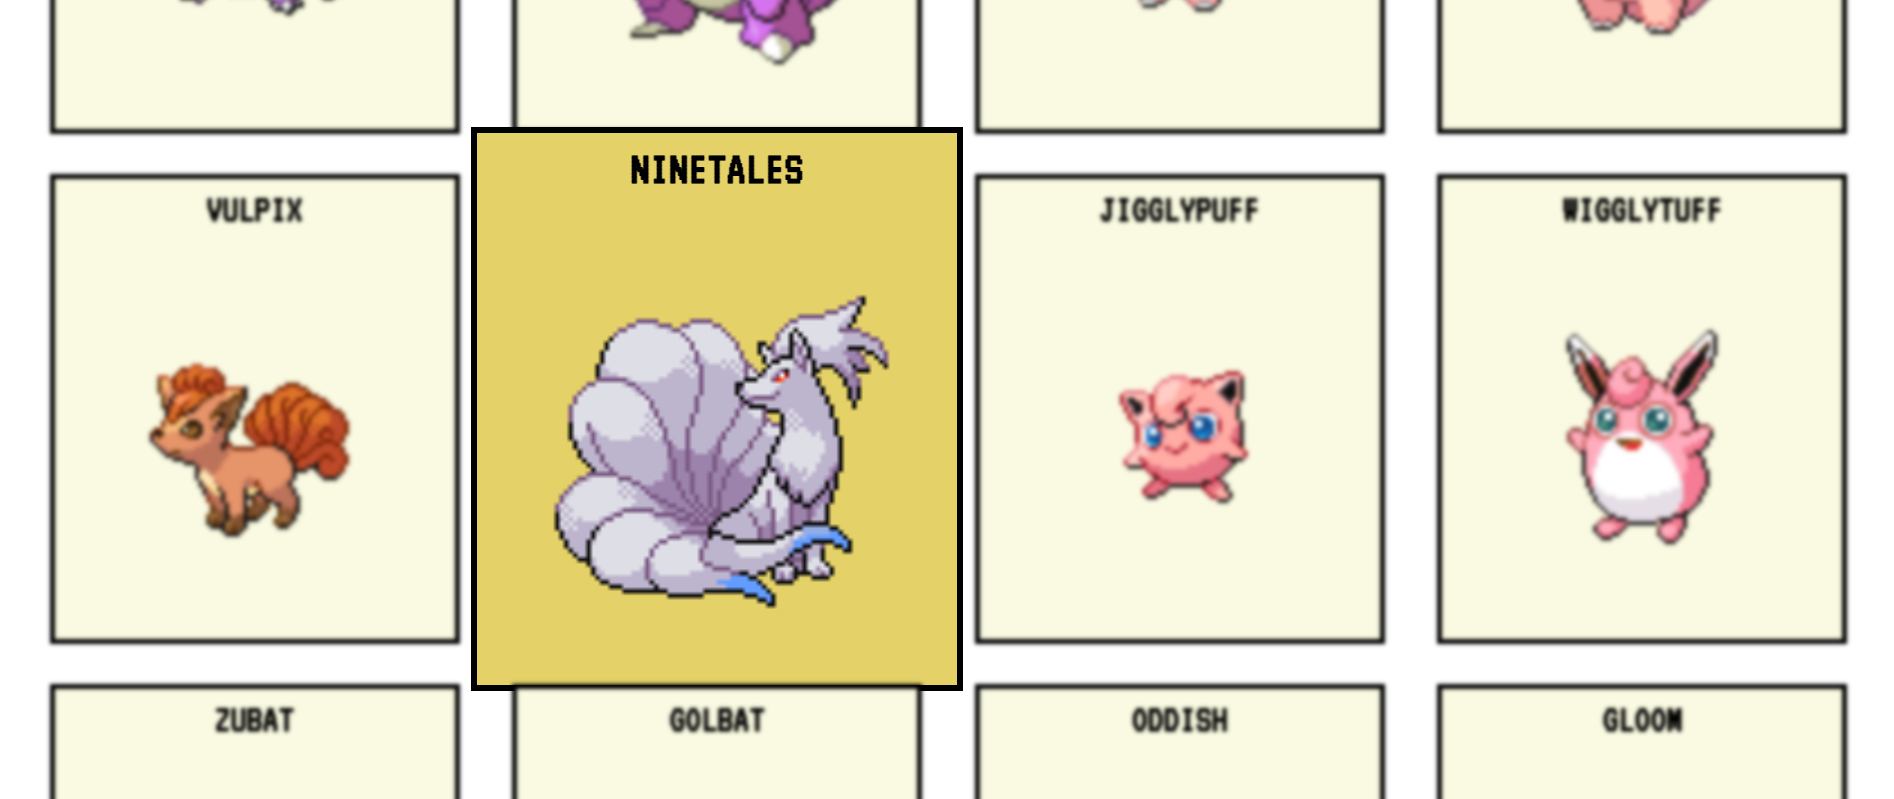 NINETALES
VULPIX
JIGGLYPUFF
WIGGLYTUFF
ZUBAT
GOLBAT
ODDISH
GLOOM